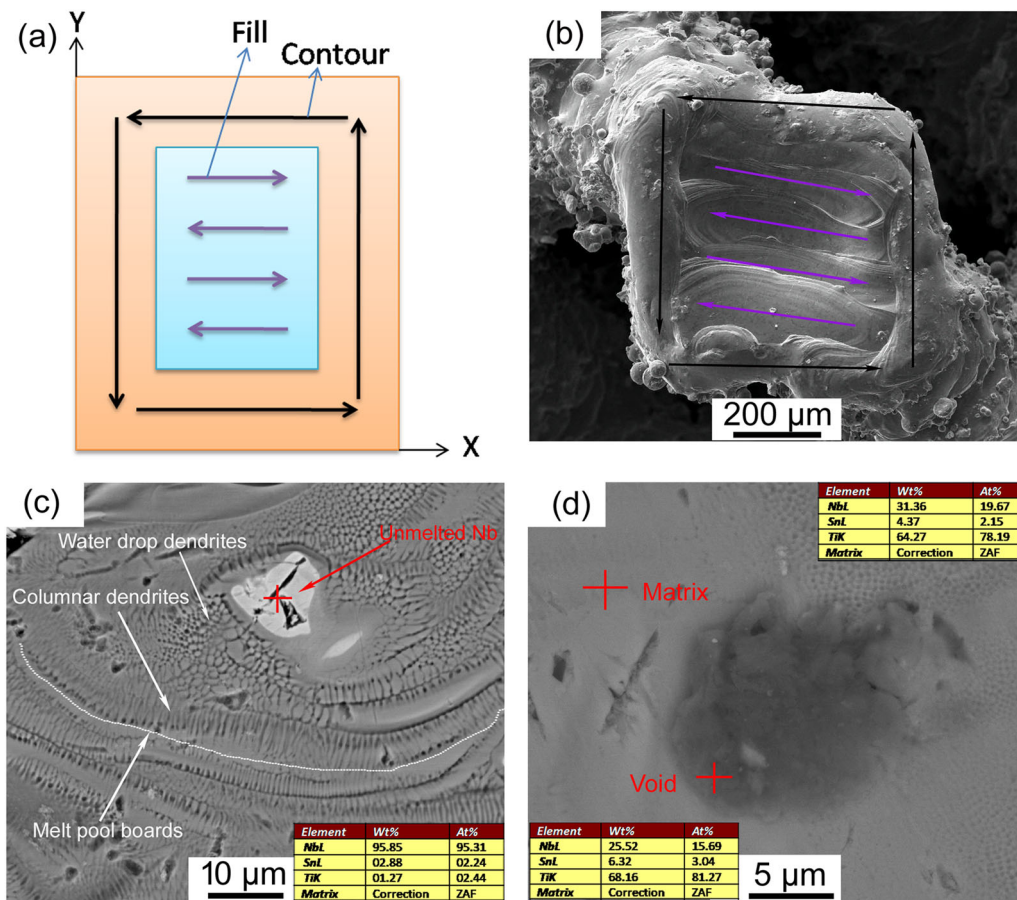 (a)
Y
Fill
Contour
X
(b)
200 μm
(c)
Water drop dendrites
Unmelted Nb
Columnar dendrites
Melt pool boards
10 μm
Element Wt% At%
NbL 95.85 95.31
SnL 02.88 02.24
TiK 01.27 02.44
Matrix Correction ZAF
(d)
Element Wt% At%
NbL 31.36 19.67
SnL 4.37 2.15
TiK 64.27 78.19
Matrix Correction ZAF
Matrix
Void
Element Wt% At%
NbL 25.52 15.69
SnL 6.32 3.04
TiK 68.16 81.27
Matrix Correction ZAF
5 μm